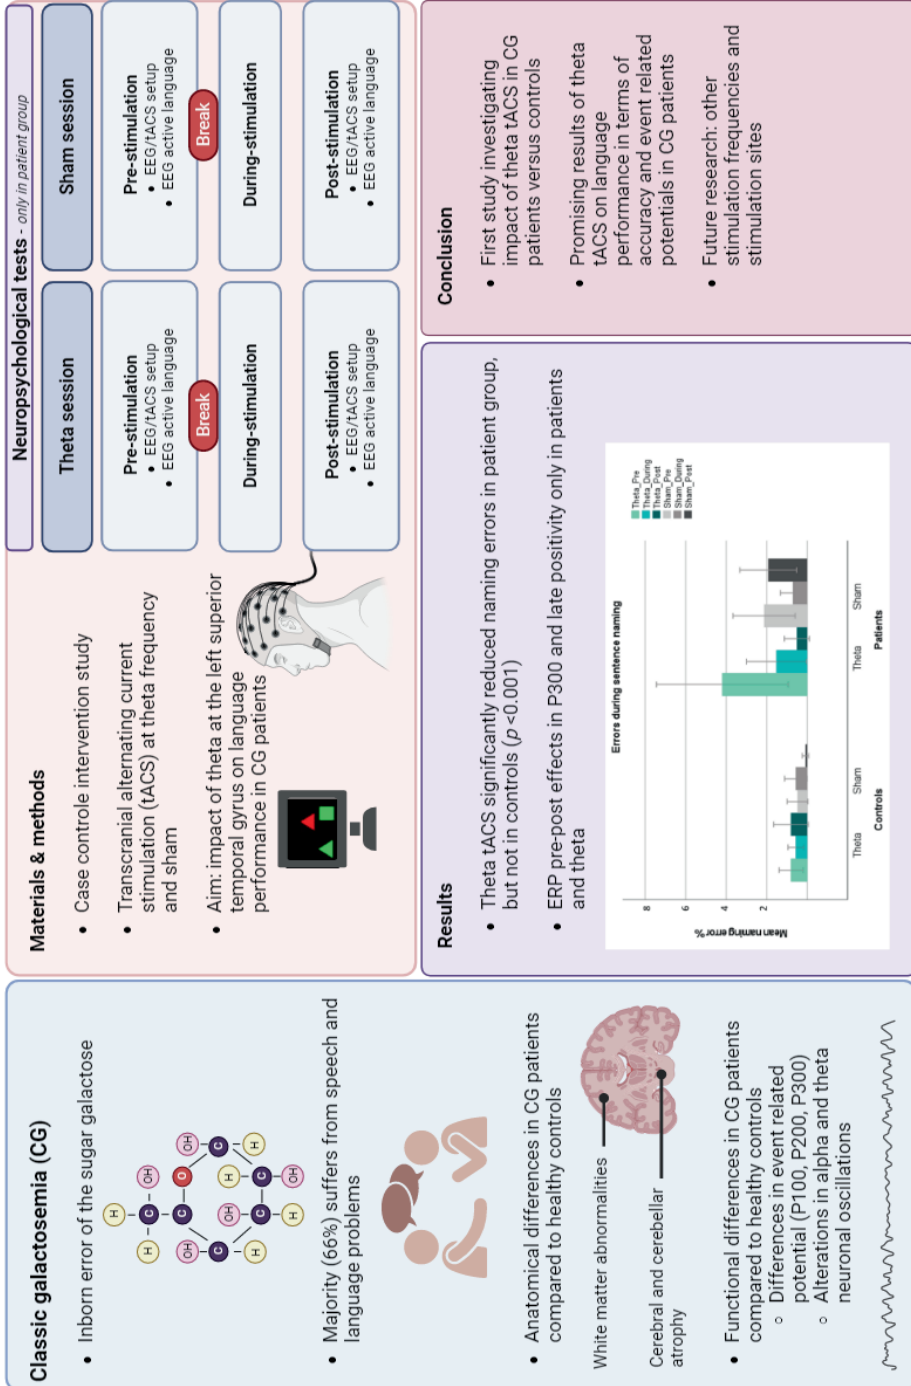 Classic galactosemia (CG)
• Inborn error of the sugar galactose
H
H
C
OH
C
O
OH
C
OH
H
C
OH
H
H
C
H
C
OH
H
• Majority (66%) suffers from speech and
language problems
• Anatomical differences in CG patients
compared to healthy controls
White matter abnormalities
Cerebral and cerebellar
atrophy
• Functional differences in CG patients
compared to healthy controls
○ Differences in event related
potential (P100, P200, P300)
○ Alterations in alpha and theta
neuronal oscillations
Materials & methods
• Case controle intervention study
• Transcranial alternating current
stimulation (tACS) at theta frequency
and sham
• Aim: impact of theta at the left superior
temporal gyrus on language
performance in CG patients
Neuropsychological tests - only in patient group
Theta session
Pre-stimulation
• EEG/tACS setup
• EEG active language
Break
During-stimulation
Post-stimulation
• EEG/tACS setup
• EEG active language
Sham session
Pre-stimulation
• EEG/tACS setup
• EEG active language
Break
During-stimulation
Post-stimulation
• EEG/tACS setup
• EEG active language
Results
• Theta tACS significantly reduced naming errors in patient group,
but not in controls (p <0.001)
• ERP pre-post effects in P300 and late positivity only in patients
and theta
Errors during sentence naming
Mean naming error%
8
6
4
2
Theta
Sham
Theta
Sham
Controls
Patients
Theta_Pre
Theta_During
Theta_Post
Sham_Pre
Sham_During
Sham_Post
Conclusion
• First study investigating
impact of theta tACS in CG
patients versus controls
• Promising results of theta
tACS on language
performance in terms of
accuracy and event related
potentials in CG patients
• Future research: other
stimulation frequencies and
stimulation sites